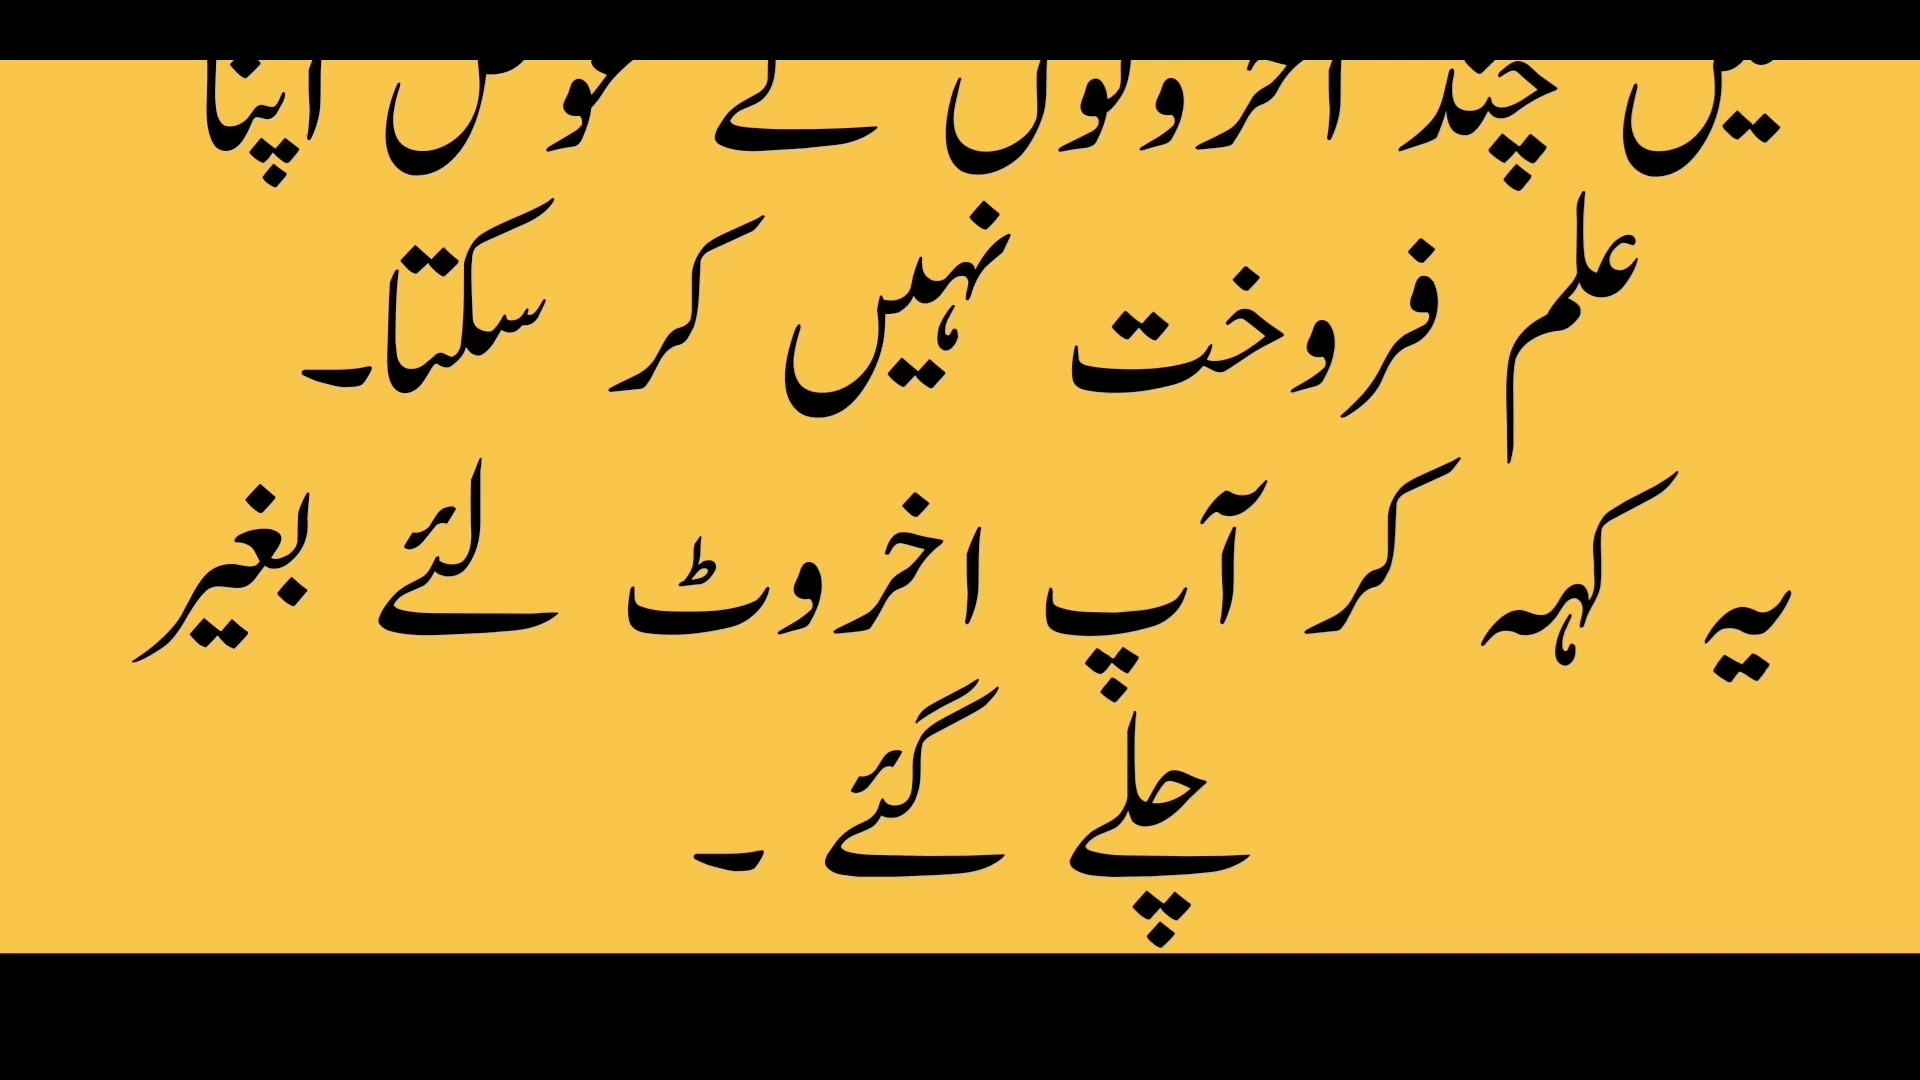 میں چند اخروٹوں کے عوض اپنا
علم فروخت نہیں کر سکتا۔
یہ کہہ کر آپ اخروٹ لئے بغیر
چلے گئے ۔